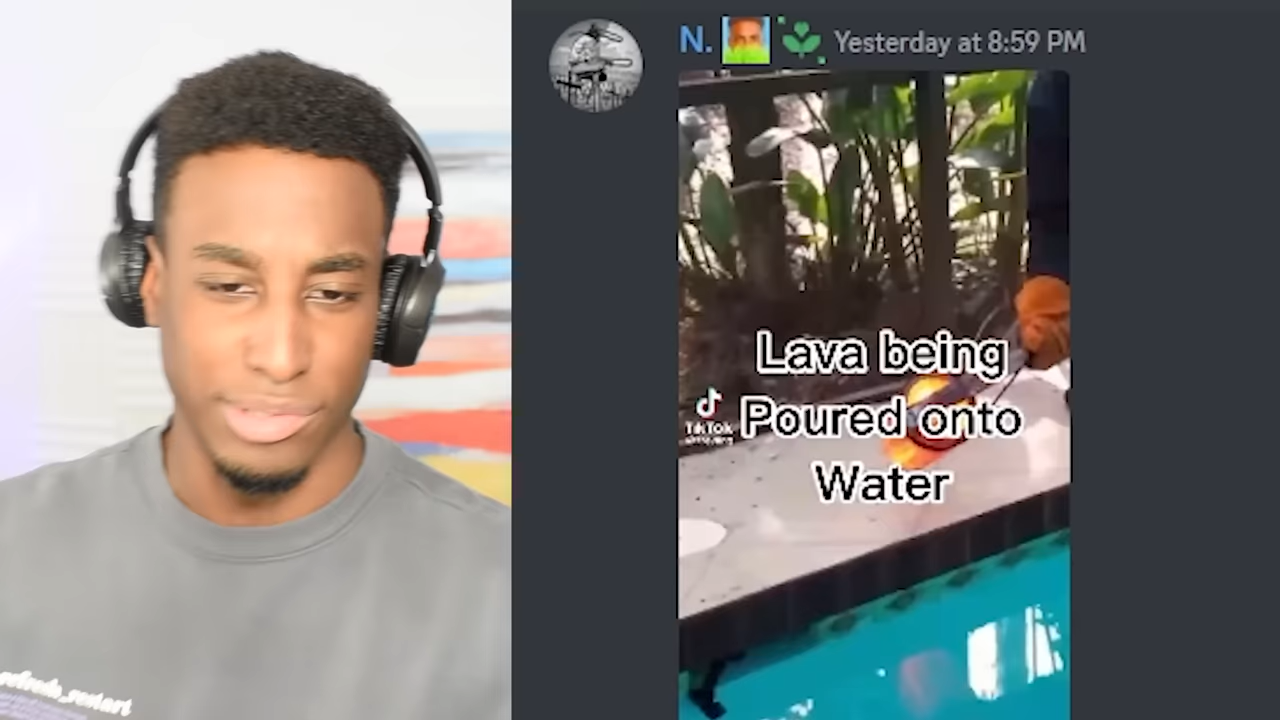 N. Yesterday at 8:59 PM
Lava being
Poured onto
Water
TikTok